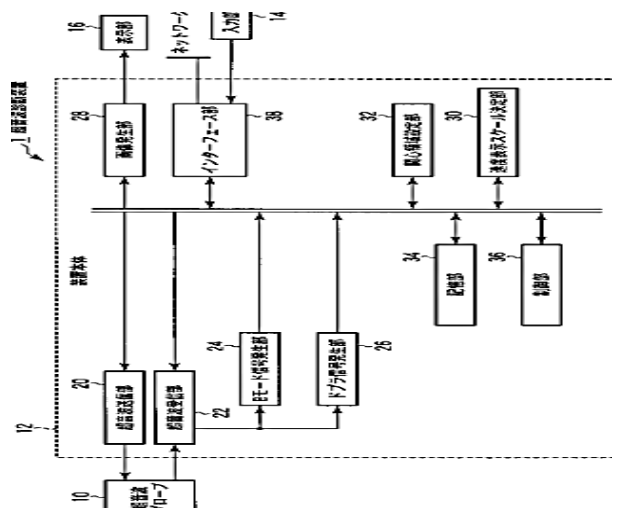 1 超音波診断装置
16
表示部
ネットワーク
14
入力部
28
画像発生部
インターフェース部
38
32
関心領域設定部
30
速度表示スケール決定部
装置本体
34
記憶部
36
制御部
12
20
超音波送信部
超音波受信部
22
24
Bモード信号発生部
ドプラ信号発生部
26
10
超音波
プローブ